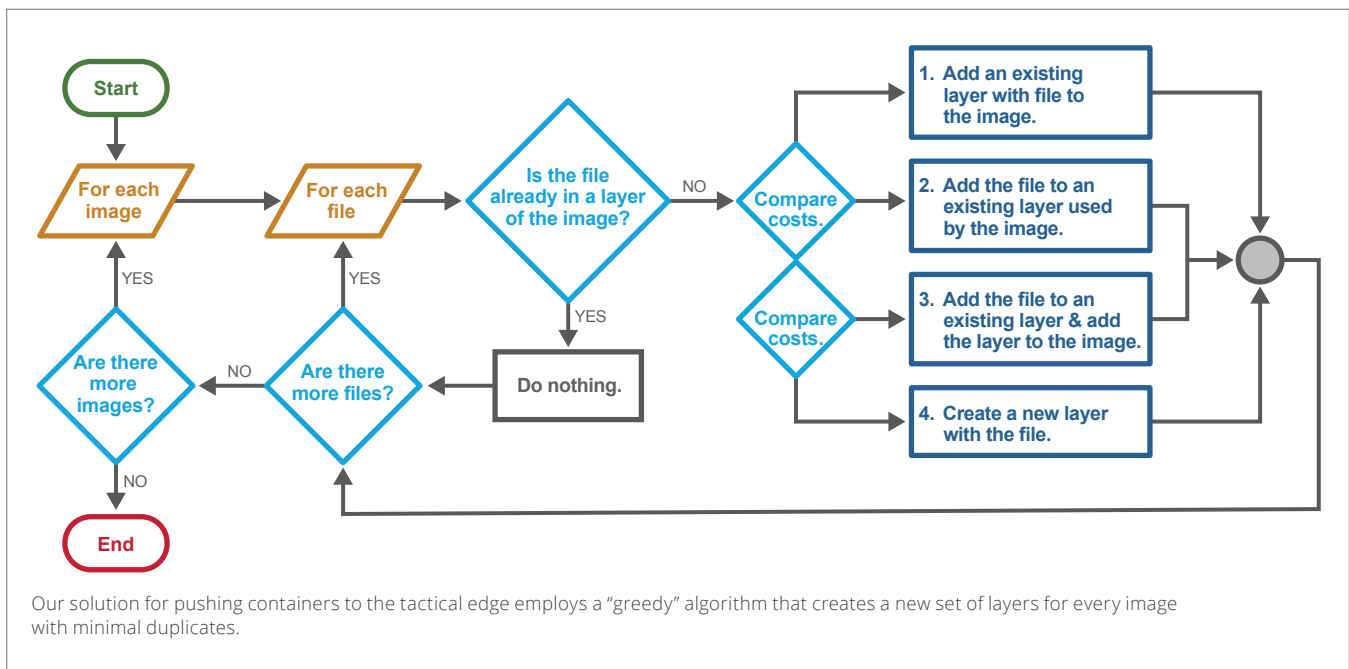 Start
For each
image
For each
file
Is the file
already in a layer
of the image?
NO
Compare
costs.
Compare
costs.
1. Add an existing
layer with file to
the image.
2. Add the file to an
existing layer used
by the image.
3. Add the file to an
existing layer & add
the layer to the image.
4. Create a new layer
with the file.
YES
Do nothing.
YES
Are there
more files?
NO
YES
Are there
more
images?
NO
End
Our solution for pushing containers to the tactical edge employs a “greedy” algorithm that creates a new set of layers for every image
with minimal duplicates.